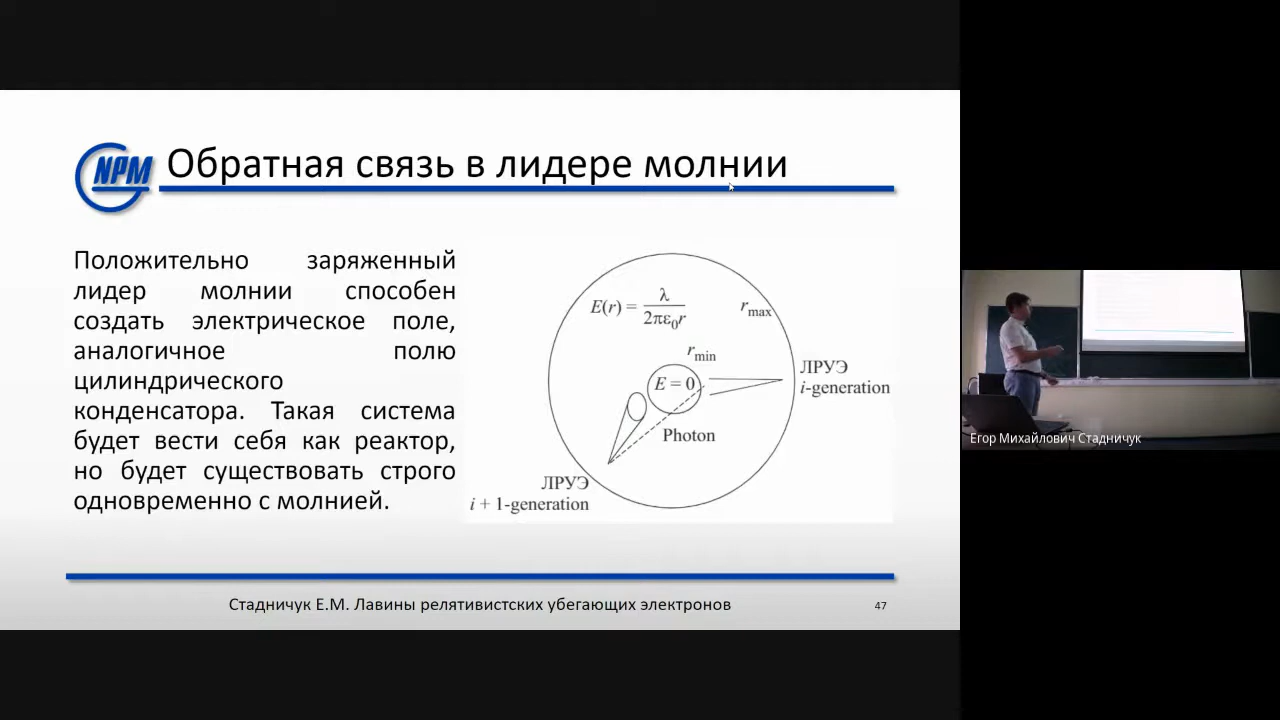 NPM
Обратная связь в лидере молнии
Положительно заряженный
лидер молнии способен
создать электрическое поле,
аналогичное полю
цилиндрического
конденсатора. Такая система
будет вести себя как реактор,
но будет существовать строго
одновременно с молнией.
E(r) = λ / 2πε₀r
r_max
r_min
E = 0
ЛРУЭ
i-generation
Photon
ЛРУЭ
i + 1-generation
Стадничук Е.М. Лавины релятивистских убегающих электронов
47
Егор Михайлович Стадничук